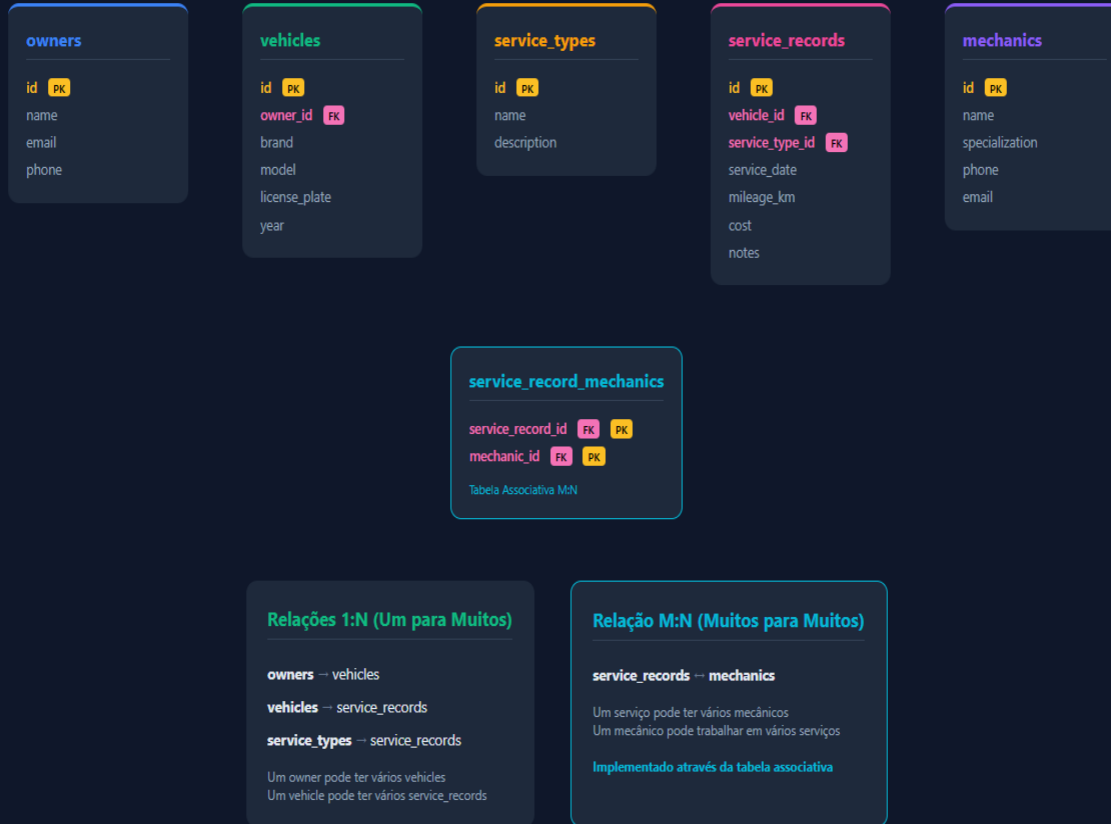 owners
id PK
name
email
phone
vehicles
id PK
owner_id FK
brand
model
license_plate
year
service_types
id PK
name
description
service_records
id PK
vehicle_id FK
service_type_id FK
service_date
mileage_km
cost
notes
mechanics
id PK
name
specialization
phone
email
service_record_mechanics
service_record_id FK PK
mechanic_id FK PK
Tabela Associativa M:N
Relações 1:N (Um para Muitos)
owners → vehicles
vehicles → service_records
service_types → service_records
Um owner pode ter vários vehicles
Um vehicle pode ter vários service_records
Relação M:N (Muitos para Muitos)
service_records ↔ mechanics
Um serviço pode ter vários mecânicos
Um mecânico pode trabalhar em vários serviços
Implementado através da tabela associativa